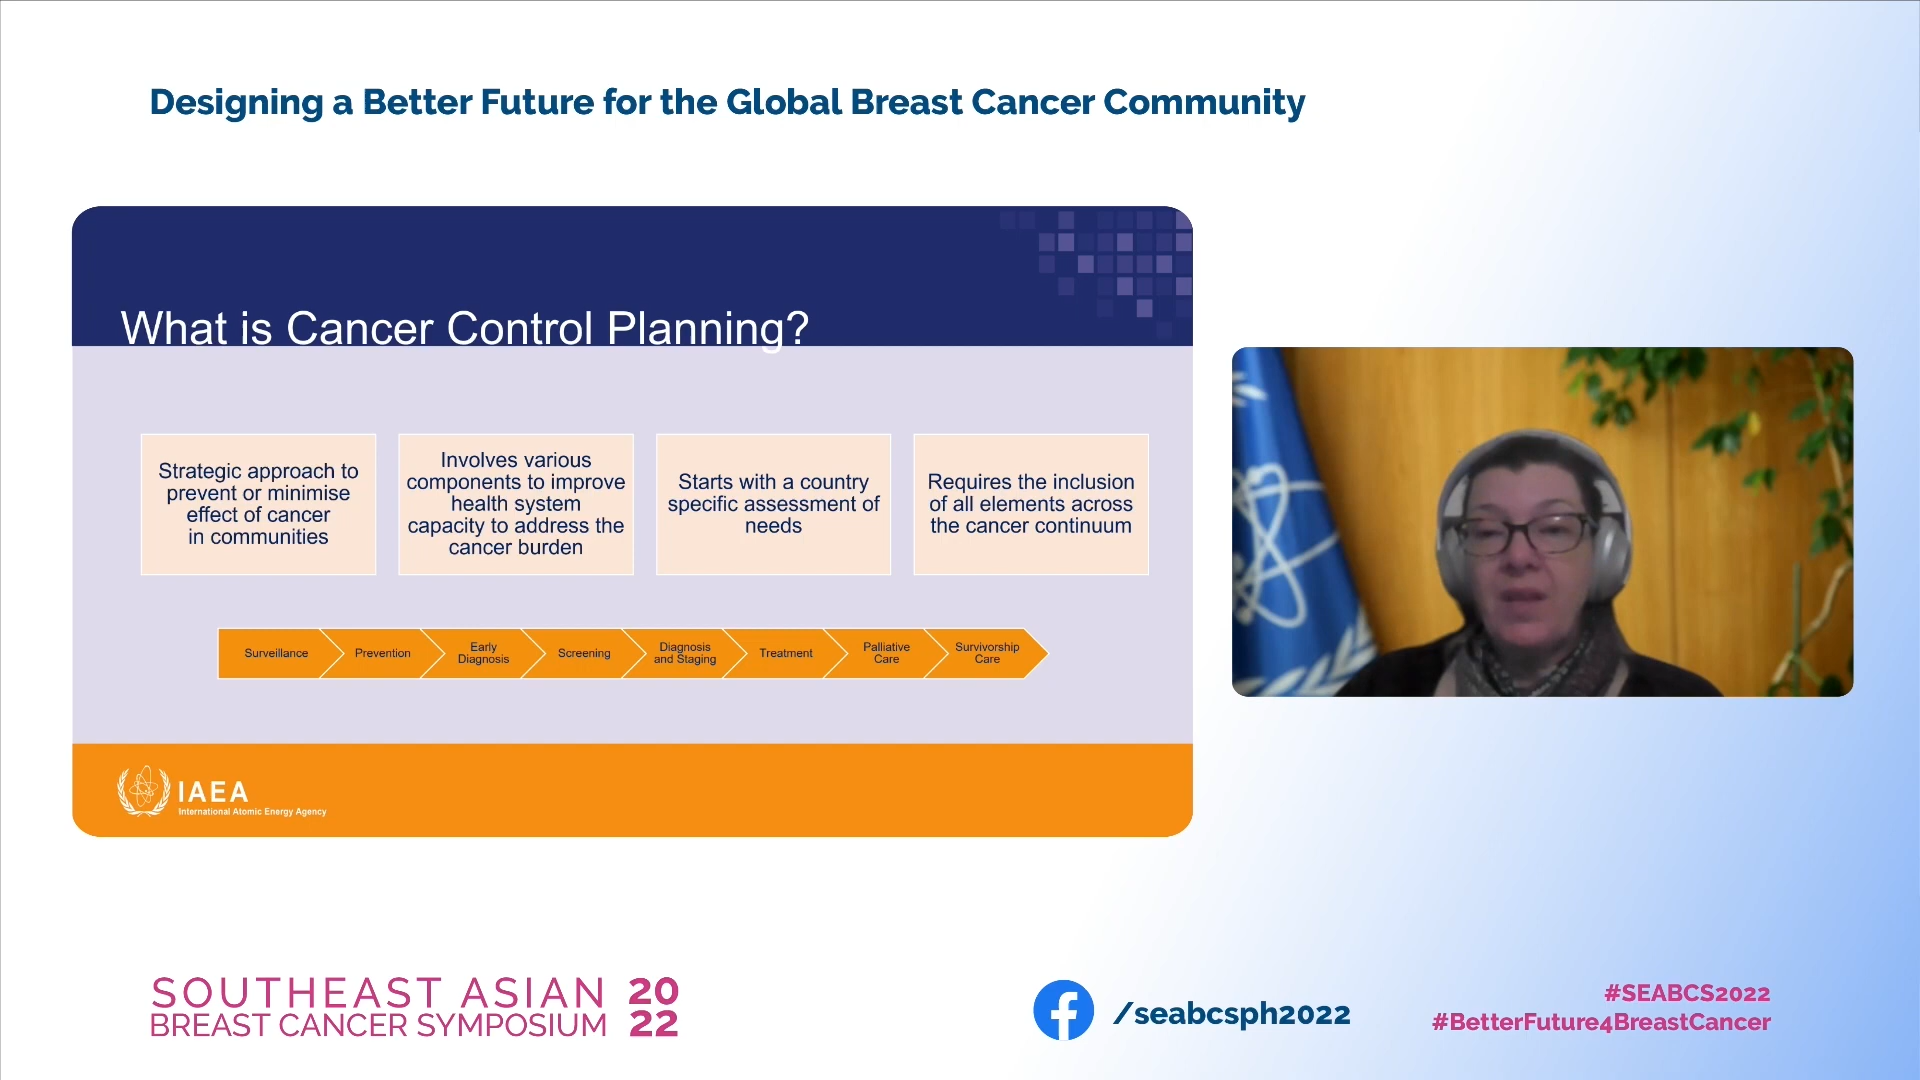 Designing a Better Future for the Global Breast Cancer Community
What is Cancer Control Planning?
Strategic approach to
prevent or minimise
effect of cancer
in communities
Involves various
components to improve
health system
capacity to address the
cancer burden
Starts with a country
specific assessment of
needs
Requires the inclusion
of all elements across
the cancer continuum
Surveillance
Prevention
Early
Diagnosis
Screening
Diagnosis
and Staging
Treatment
Palliative
Care
Survivorship
Care
IAEA
International Atomic Energy Agency
SOUTHEAST ASIAN 20
BREAST CANCER SYMPOSIUM 22
/seabcsph2022
#SEABCS2022
#BetterFuture4BreastCancer